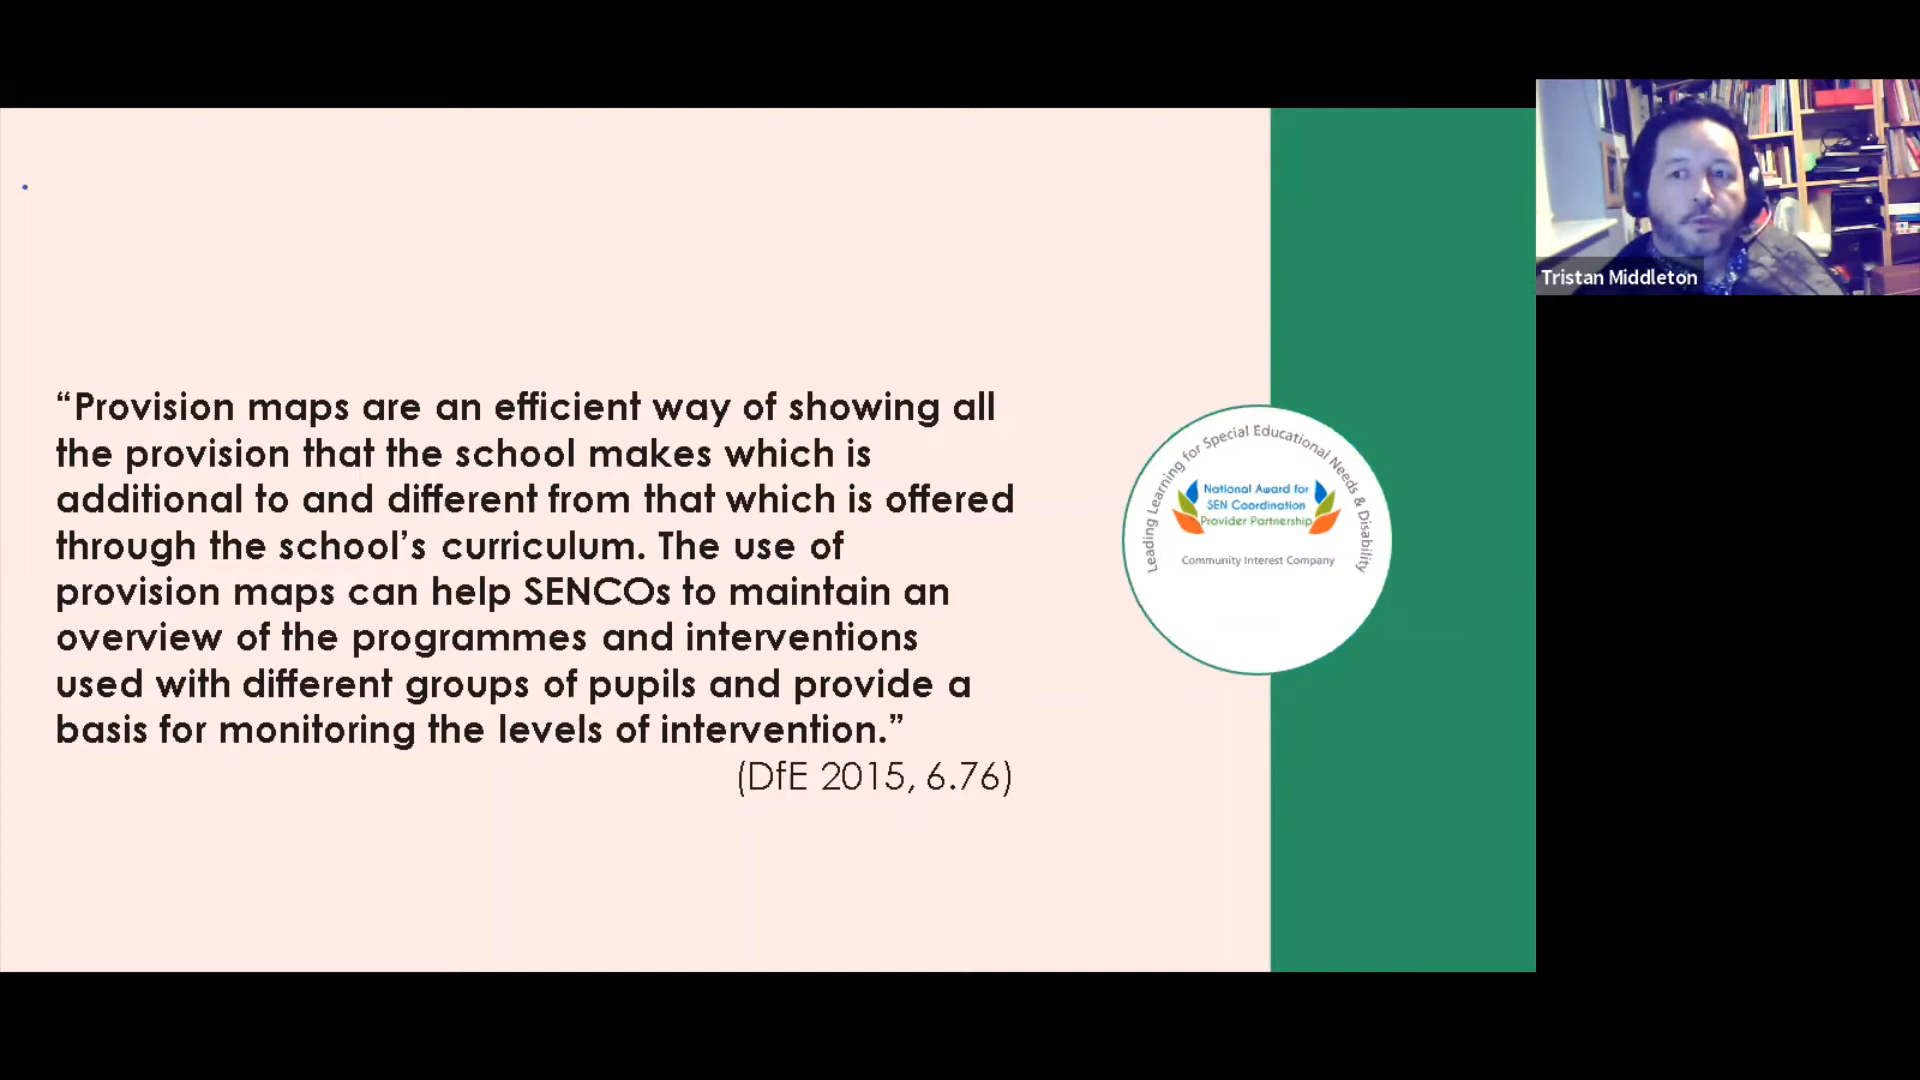 “Provision maps are an efficient way of showing all
the provision that the school makes which is
additional to and different from that which is offered
through the school’s curriculum. The use of
provision maps can help SENCOs to maintain an
overview of the programmes and interventions
used with different groups of pupils and provide a
basis for monitoring the levels of intervention.”
(DfE 2015, 6.76)
Leading Learning for Special Educational Needs & Disability
National Award for
SEN Coordination
Provider Partnership
Community Interest Company
Tristan Middleton